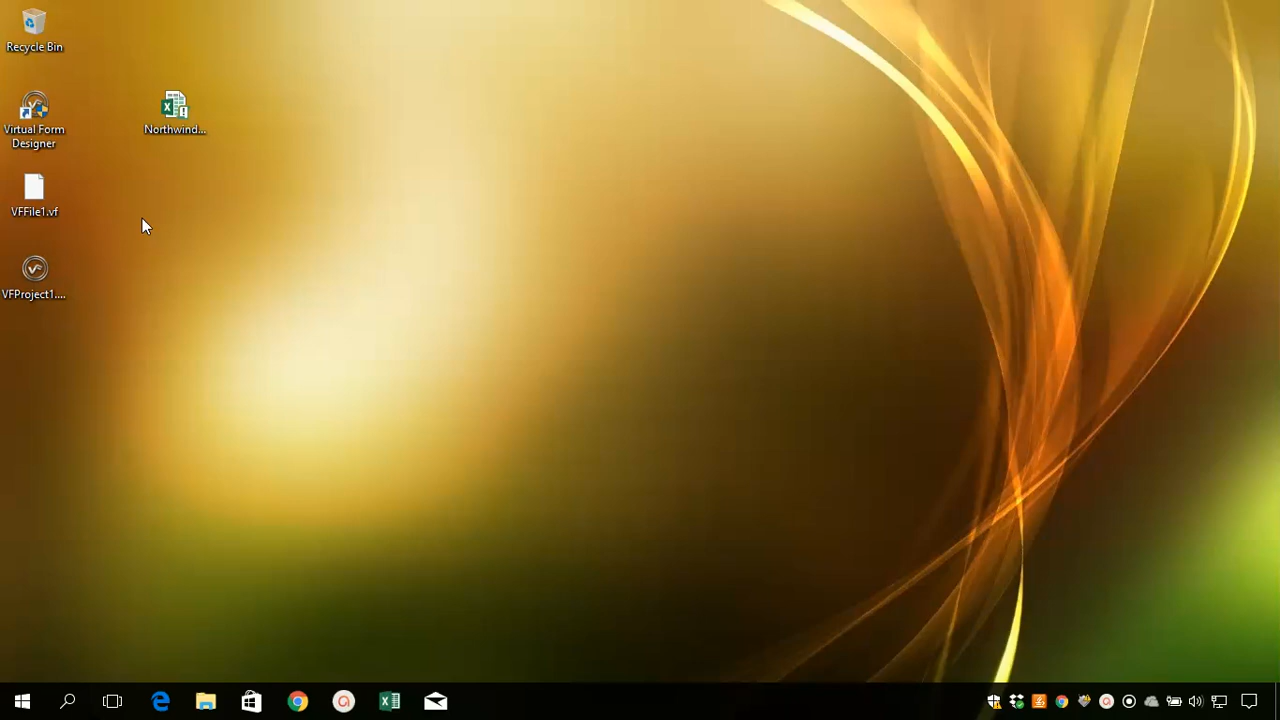 Recycle Bin
Virtual Form
Designer
Northwind...
VFFile1.vf
VFProject1....